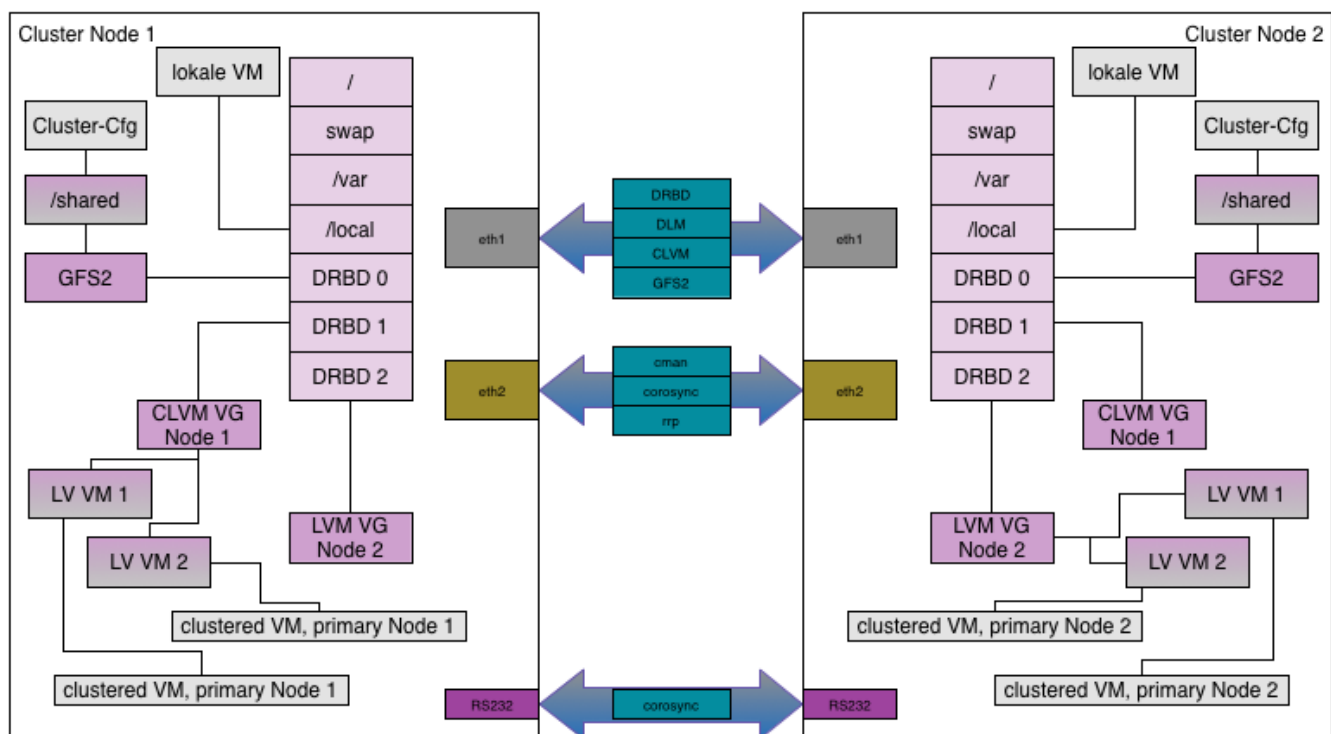 Cluster Node 1
lokale VM
Cluster-Cfg
/shared
GFS2
/
swap
/var
/local
DRBD 0
DRBD 1
DRBD 2
CLVM VG
Node 1
LV VM 1
LV VM 2
LVM VG
Node 2
clustered VM, primary Node 1
clustered VM, primary Node 1
eth1
eth2
RS232
DRBD
DLM
CLVM
GFS2
cman
corosync
rrp
corosync
eth1
eth2
RS232
Cluster Node 2
/
swap
/var
/local
DRBD 0
DRBD 1
DRBD 2
lokale VM
Cluster-Cfg
/shared
GFS2
CLVM VG
Node 1
LVM VG
Node 2
LV VM 1
LV VM 2
clustered VM, primary Node 2
clustered VM, primary Node 2